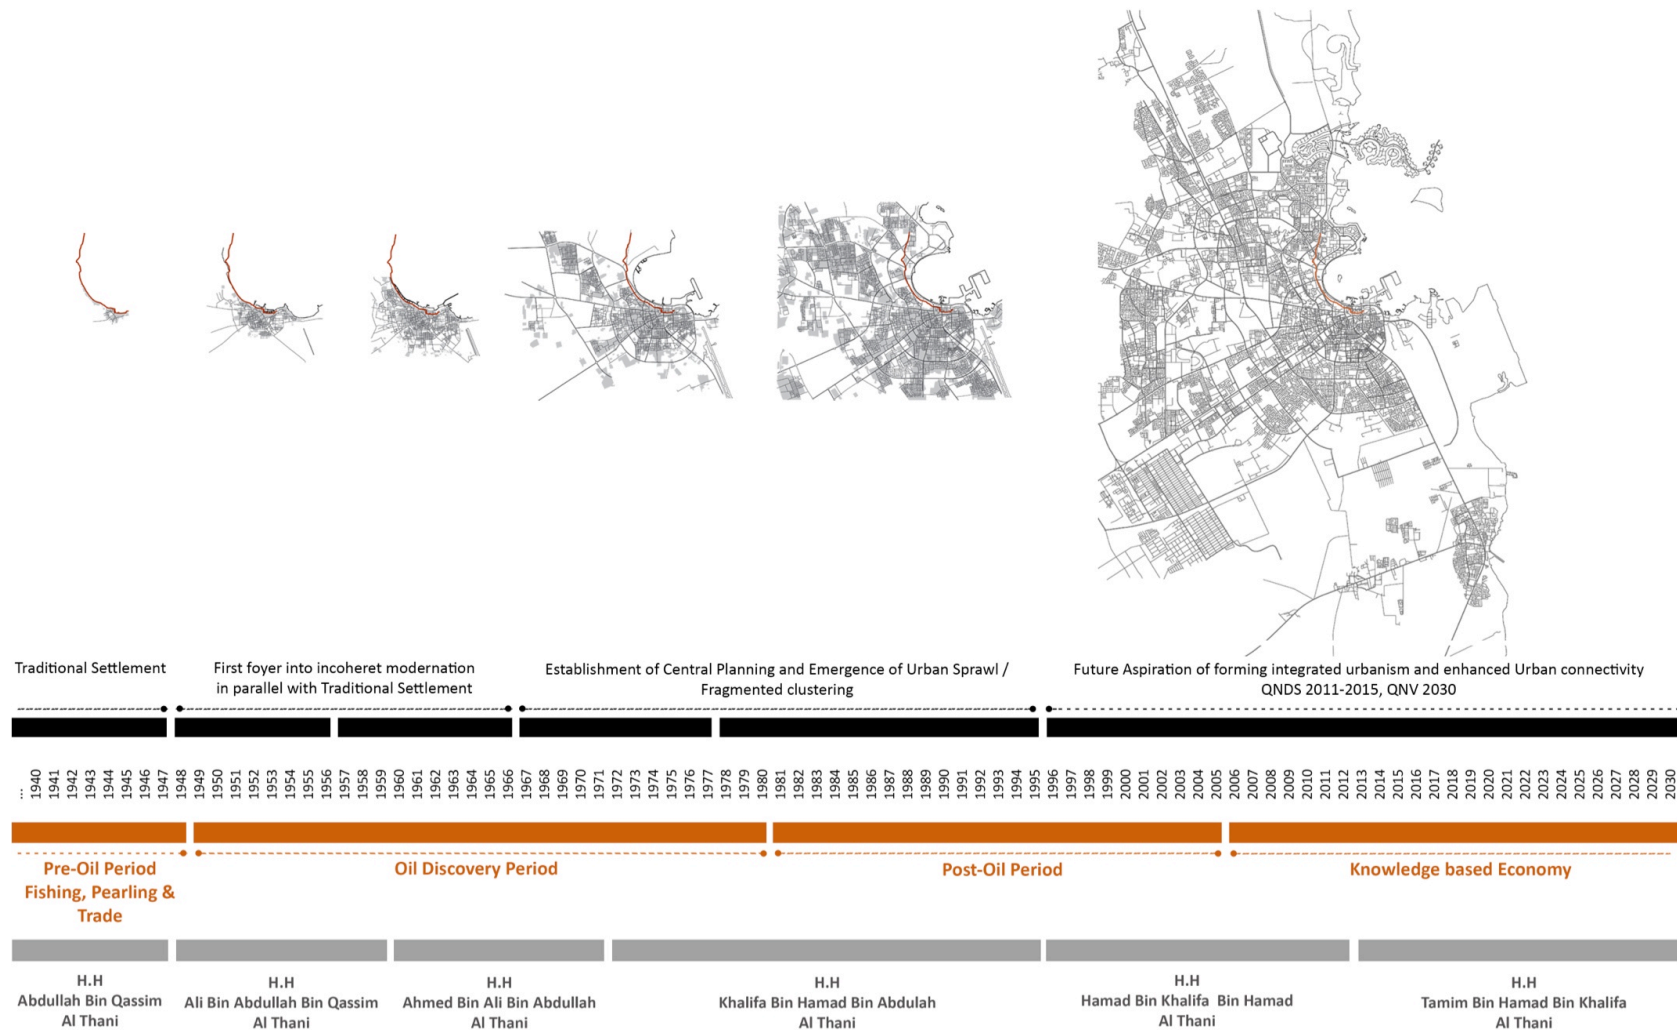 Traditional Settlement
First foyer into incoheret modernation
in parallel with Traditional Settlement
Establishment of Central Planning and Emergence of Urban Sprawl /
Fragmented clustering
Future Aspiration of forming integrated urbanism and enhanced Urban connectivity
QNDS 2011-2015, QNV 2030
...
1940
1941
1942
1943
1944
1945
1946
1947
1948
1949
1950
1951
1952
1953
1954
1955
1956
1957
1958
1959
1960
1961
1962
1963
1964
1965
1966
1967
1968
1969
1970
1971
1972
1973
1974
1975
1976
1977
1978
1979
1980
1981
1982
1983
1984
1985
1986
1987
1988
1989
1990
1991
1992
1993
1994
1995
1996
1997
1998
1999
2000
2001
2002
2003
2004
2005
2006
2007
2008
2009
2010
2011
2012
2013
2014
2015
2016
2017
2018
2019
2020
2021
2022
2023
2024
2025
2026
2027
2028
2029
2030
Pre-Oil Period
Fishing, Pearling &
Trade
Oil Discovery Period
Post-Oil Period
Knowledge based Economy
H.H
Abdullah Bin Qassim
Al Thani
H.H
Ali Bin Abdullah Bin Qassim
Al Thani
H.H
Ahmed Bin Ali Bin Abdullah
Al Thani
H.H
Khalifa Bin Hamad Bin Abdulah
Al Thani
H.H
Hamad Bin Khalifa Bin Hamad
Al Thani
H.H
Tamim Bin Hamad Bin Khalifa
Al Thani